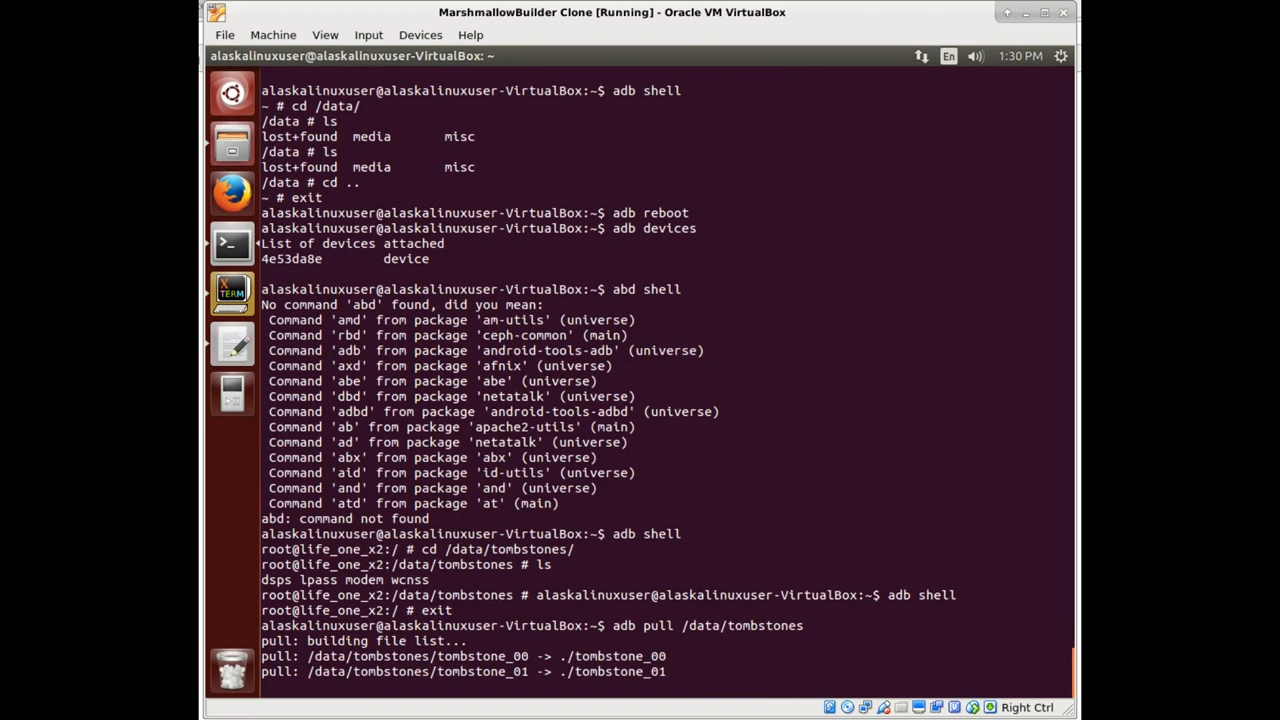 MarshmallowBuilder Clone [Running] - Oracle VM VirtualBox
File Machine View Input Devices Help
alaskalinuxuser@alaskalinuxuser-VirtualBox: ~ En 1:30 PM
alaskalinuxuser@alaskalinuxuser-VirtualBox:~$ adb shell
~ # cd /data/
/data # ls
lost+found media misc
/data # ls
lost+found media misc
/data # cd ..
~ # exit
alaskalinuxuser@alaskalinuxuser-VirtualBox:~$ adb reboot
alaskalinuxuser@alaskalinuxuser-VirtualBox:~$ adb devices
List of devices attached
4e53da8e device
alaskalinuxuser@alaskalinuxuser-VirtualBox:~$ abd shell
No command 'abd' found, did you mean:
Command 'amd' from package 'am-utils' (universe)
Command 'rbd' from package 'ceph-common' (main)
Command 'adb' from package 'android-tools-adb' (universe)
Command 'axd' from package 'afnix' (universe)
Command 'abe' from package 'abe' (universe)
Command 'dbd' from package 'netatalk' (universe)
Command 'adbd' from package 'android-tools-adbd' (universe)
Command 'ab' from package 'apache2-utils' (main)
Command 'ad' from package 'netatalk' (universe)
Command 'abx' from package 'abx' (universe)
Command 'aid' from package 'id-utils' (universe)
Command 'and' from package 'and' (universe)
Command 'atd' from package 'at' (main)
abd: command not found
alaskalinuxuser@alaskalinuxuser-VirtualBox:~$ adb shell
root@life_one_x2:/ # cd /data/tombstones/
root@life_one_x2:/data/tombstones # ls
dsps lpass modem wcnss
root@life_one_x2:/data/tombstones # alaskalinuxuser@alaskalinuxuser-VirtualBox:~$ adb shell
root@life_one_x2:/ # exit
alaskalinuxuser@alaskalinuxuser-VirtualBox:~$ adb pull /data/tombstones
pull: building file list...
pull: /data/tombstones/tombstone_00 -> ./tombstone_00
pull: /data/tombstones/tombstone_01 -> ./tombstone_01
X TERM
Right Ctrl